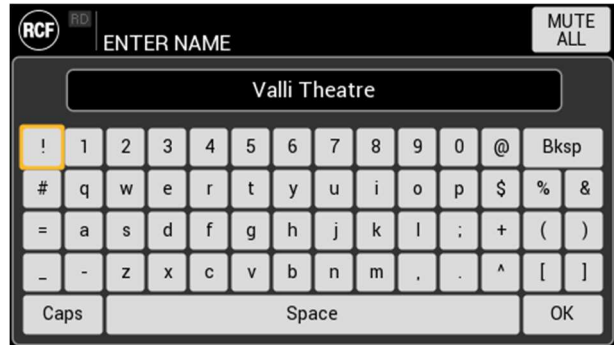 RCF RD ENTER NAME MUTE ALL
Valli Theatre
! 1 2 3 4 5 6 7 8 9 0 @ Bksp
# q w e r t y u i o p $ % &
= a s d f g h j k l ; + ( )
_ - z x c v b n m , . ^ [ ]
Caps Space OK